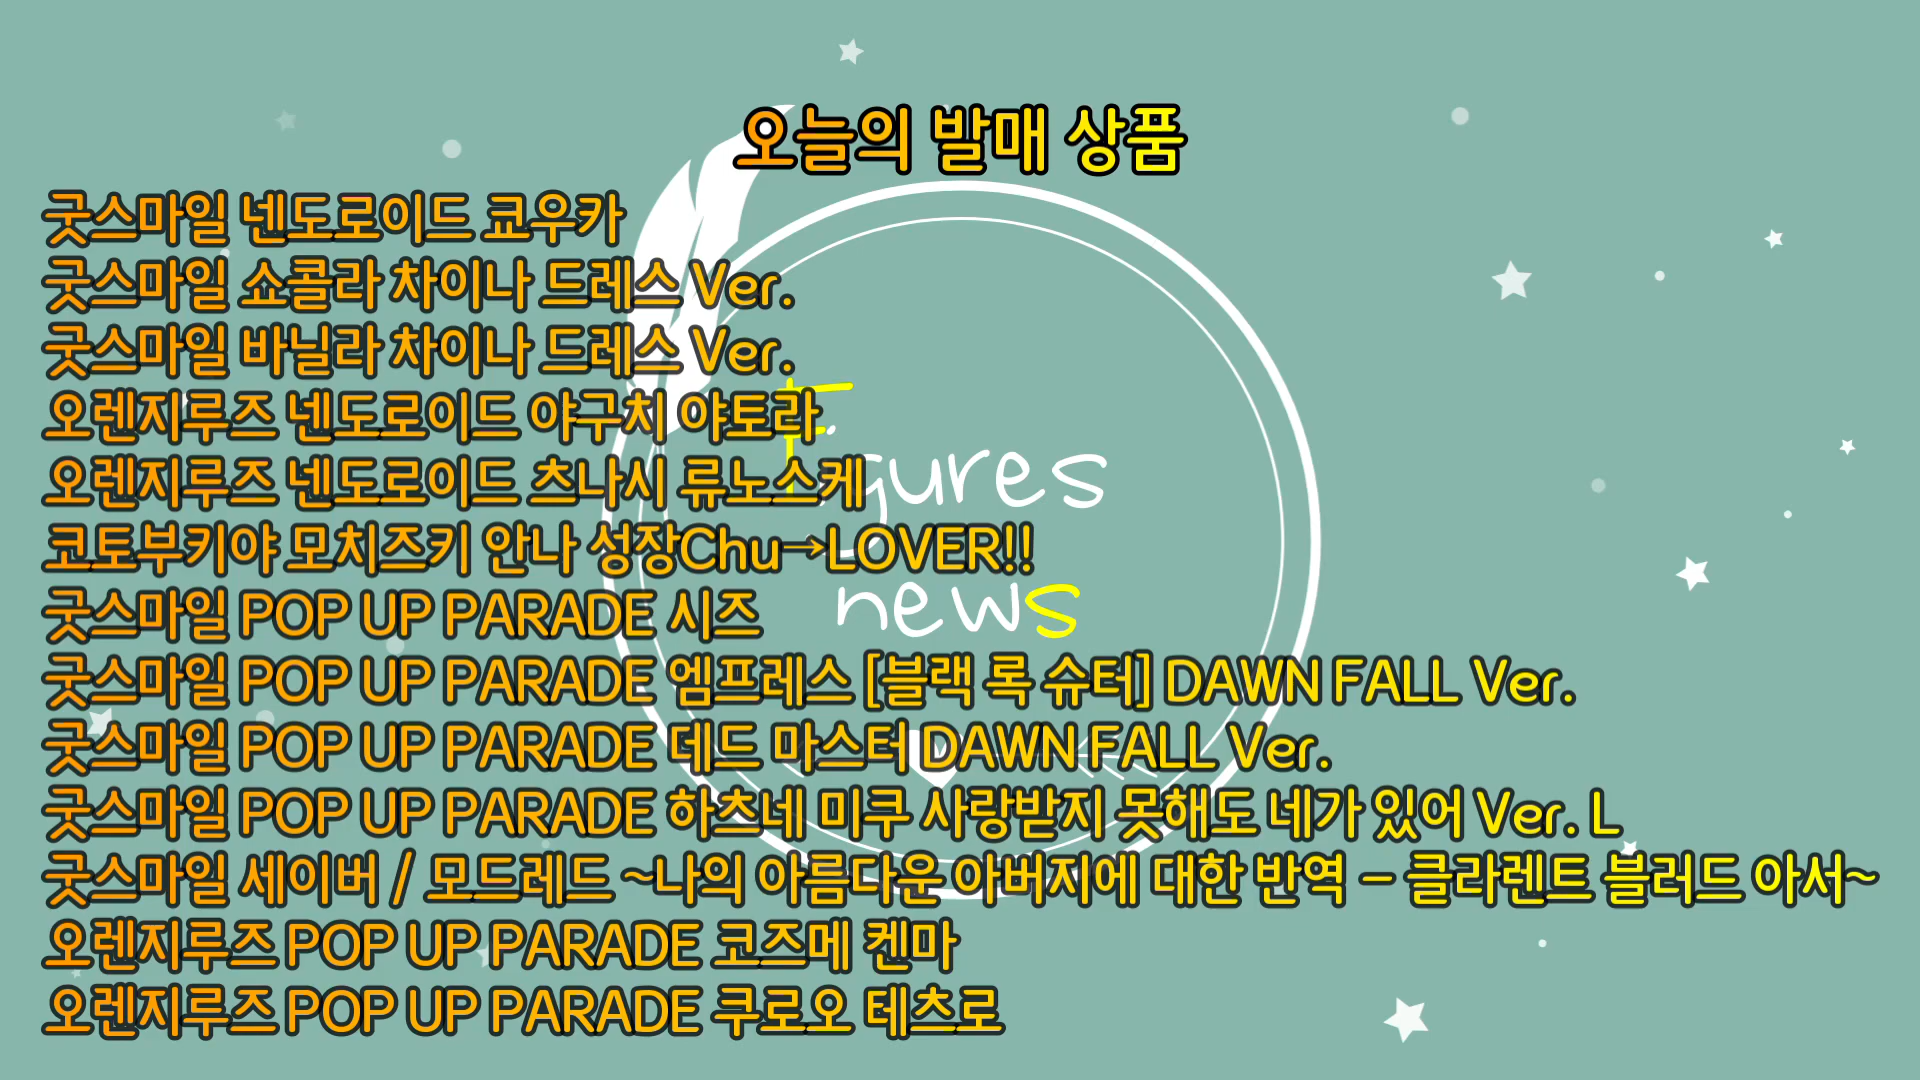 오늘의 발매 상품
굿스마일 넨도로이드 쿄우카
굿스마일 쇼콜라 차이나 드레스 Ver.
굿스마일 바닐라 차이나 드레스 Ver.
오렌지루즈 넨도로이드 야구치 야토라
오렌지루즈 넨도로이드 츠나시 류노스케
코토부키야 모치즈키 안나 성장Chu→LOVER!!
굿스마일 POP UP PARADE 시즈
굿스마일 POP UP PARADE 엠프레스 [블랙 록 슈터] DAWN FALL Ver.
굿스마일 POP UP PARADE 데드 마스터 DAWN FALL Ver.
굿스마일 POP UP PARADE 하츠네 미쿠 사랑받지 못해도 네가 있어 Ver. L
굿스마일 세이버 / 모드레드 ~나의 아름다운 아버지에 대한 반역 – 클라렌트 블러드 아서~
오렌지루즈 POP UP PARADE 코즈메 켄마
오렌지루즈 POP UP PARADE 쿠로오 테츠로
Figures
news